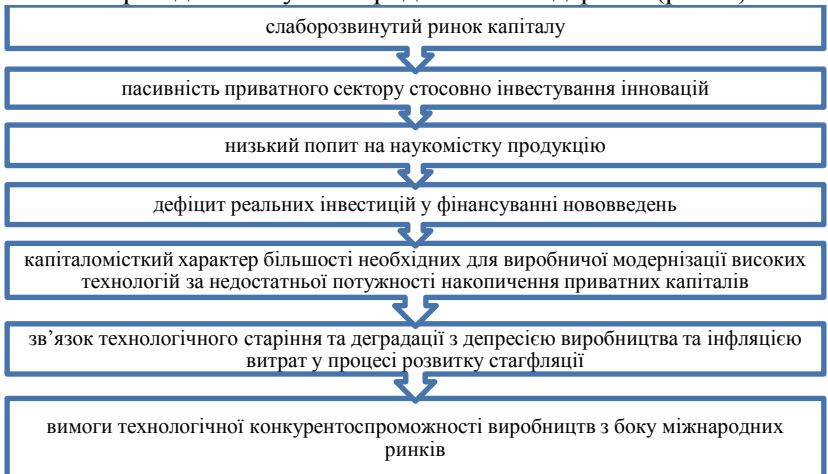 слаборозвинутий ринок капіталу
пасивність приватного сектору стосовно інвестування інновацій
низький попит на наукомістку продукцію
дефіцит реальних інвестицій у фінансуванні нововведень
капіталомісткий характер більшості необхідних для виробничої модернізації високих
технологій за недостатньої потужності накопичення приватних капіталів
зв’язок технологічного старіння та деградації з депресією виробництва та інфляцією
витрат у процесі розвитку стагфляції
вимоги технологічної конкурентоспроможності виробництв з боку міжнародних
ринків